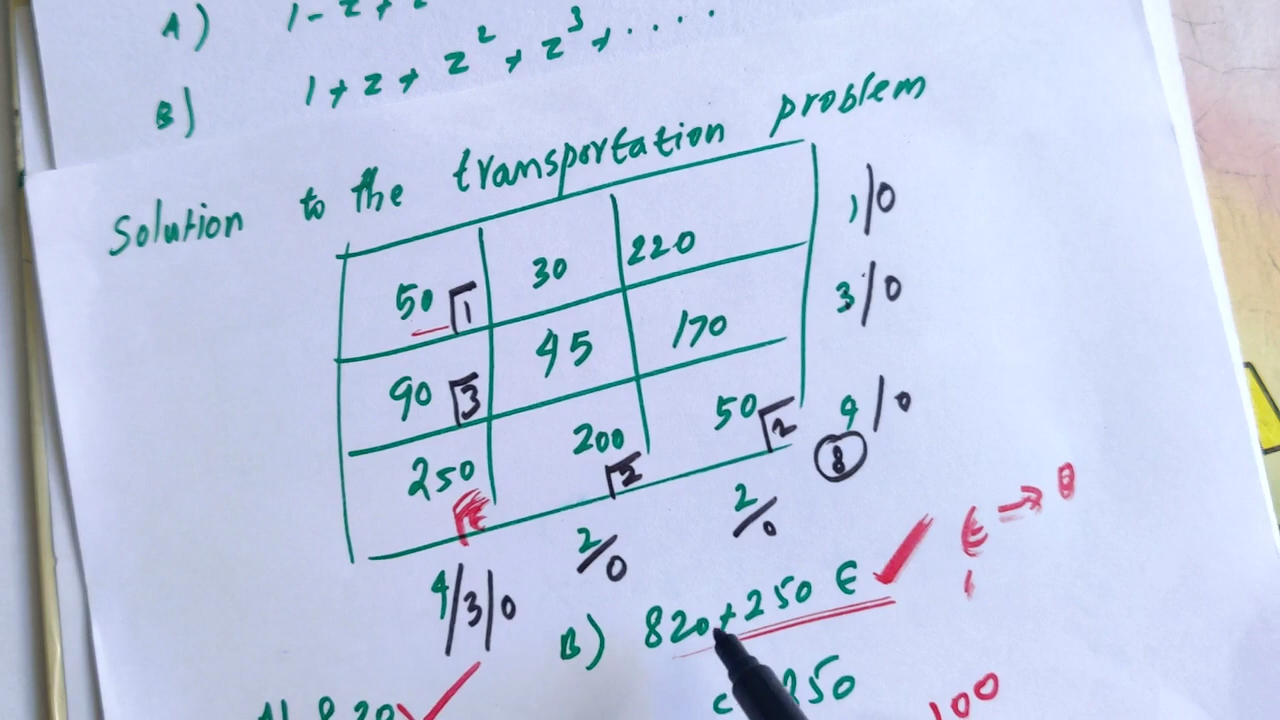 A) 1 - z +
B) 1 + z + z² + z³ + ....
Solution to the transportation problem
50 1 30 220 1/0
90 3 45 170 3/0
250 ϵ 200 2 50 2 4/0
8
4/3/0 2/0 2/0
ϵ → 0
B) 820 + 250 ϵ
A) 820
250
100